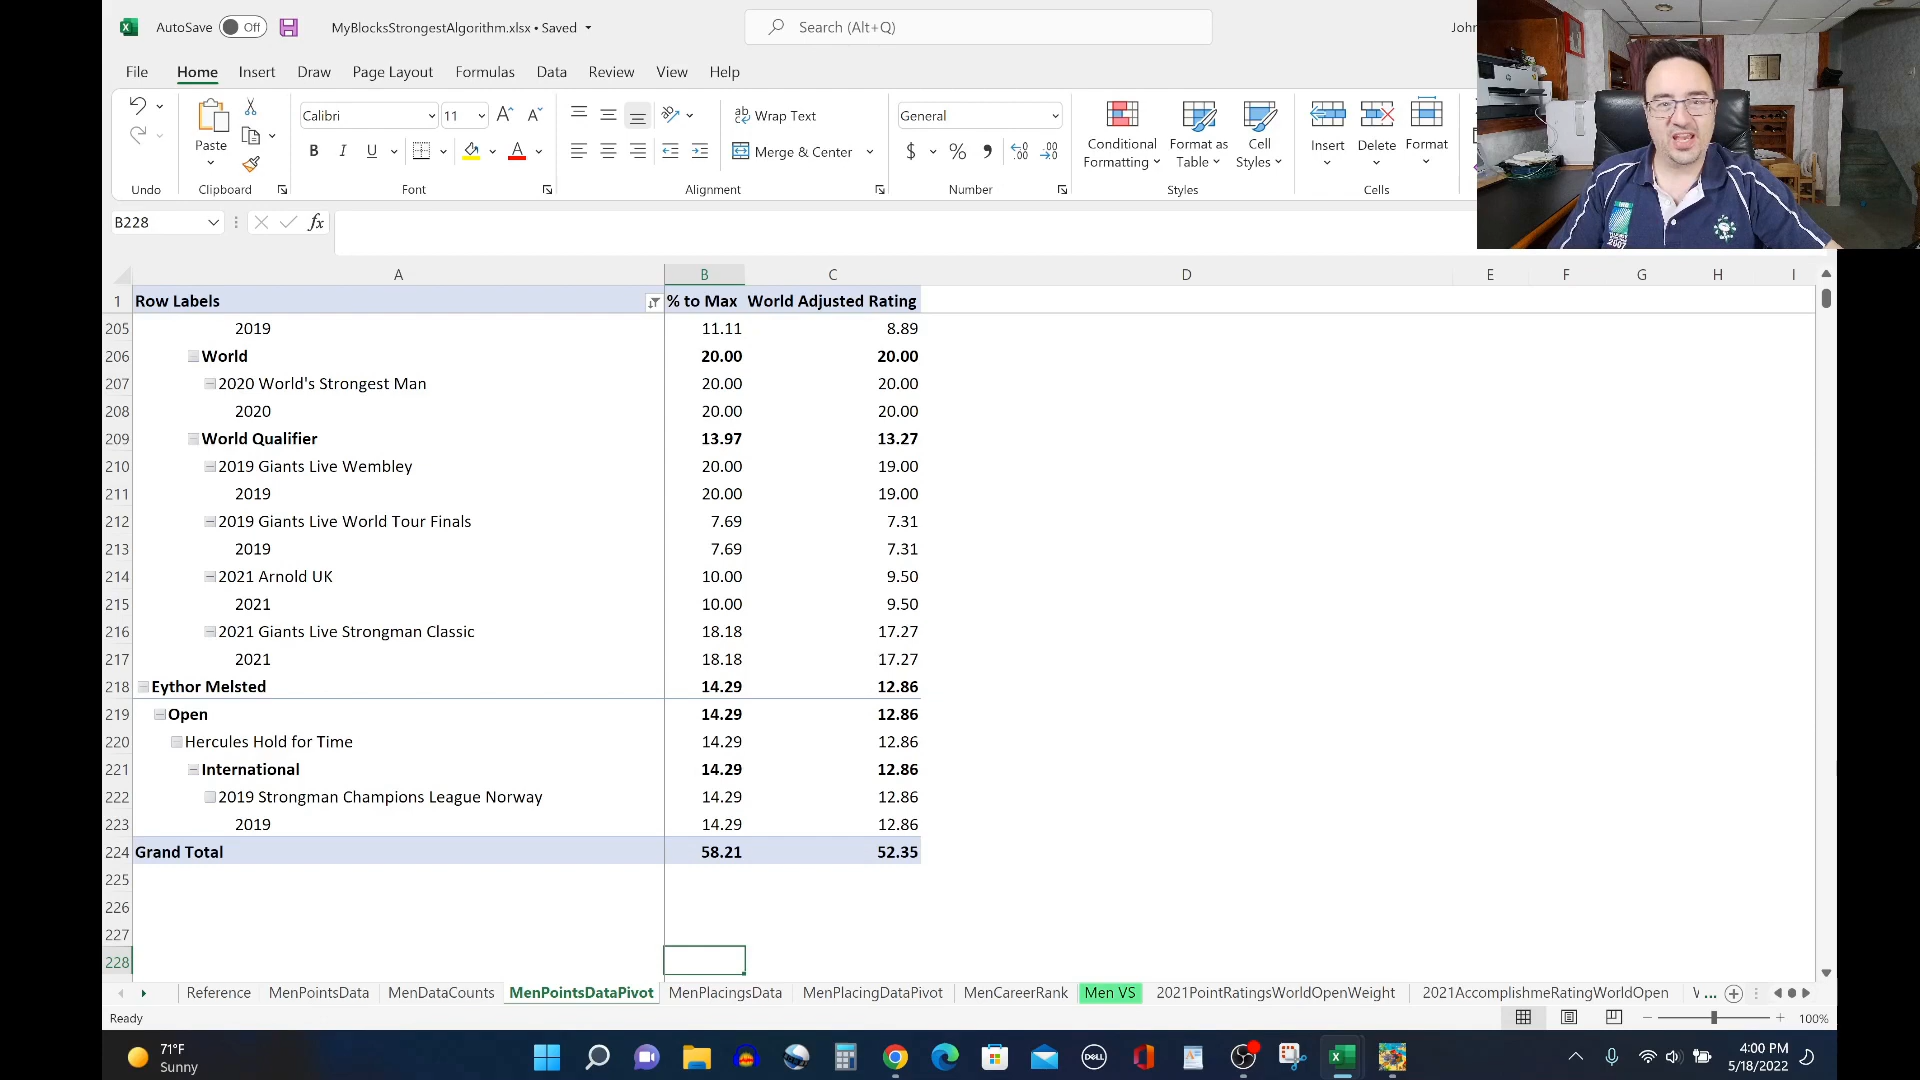 AutoSave Off MyBlocksStrongestAlgorithm.xlsx • Saved Search (Alt+Q) John
File Home Insert Draw Page Layout Formulas Data Review View Help
Calibri 11 Wrap Text General
Paste B I U Merge & Center $ % Conditional Formatting Format as Table Cell Styles Insert Delete Format
Undo Clipboard Font Alignment Number Styles Cells
B228 fx
A B C D E F G H I
1 Row Labels % to Max World Adjusted Rating
205 2019 11.11 8.89
206 World 20.00 20.00
207 2020 World's Strongest Man 20.00 20.00
208 2020 20.00 20.00
209 World Qualifier 13.97 13.27
210 2019 Giants Live Wembley 20.00 19.00
211 2019 20.00 19.00
212 2019 Giants Live World Tour Finals 7.69 7.31
213 2019 7.69 7.31
214 2021 Arnold UK 10.00 9.50
215 2021 10.00 9.50
216 2021 Giants Live Strongman Classic 18.18 17.27
217 2021 18.18 17.27
218 Eythor Melsted 14.29 12.86
219 Open 14.29 12.86
220 Hercules Hold for Time 14.29 12.86
221 International 14.29 12.86
222 2019 Strongman Champions League Norway 14.29 12.86
223 2019 14.29 12.86
224 Grand Total 58.21 52.35
225
226
227
228
Reference MenPointsData MenDataCounts MenPointsDataPivot MenPlacingsData MenPlacingDataPivot MenCareerRank Men VS 2021PointRatingsWorldOpenWeight 2021AccomplishmeRatingWorldOpen ...
Ready 100%
71°F 4:00 PM
Sunny DELL 5/18/2022